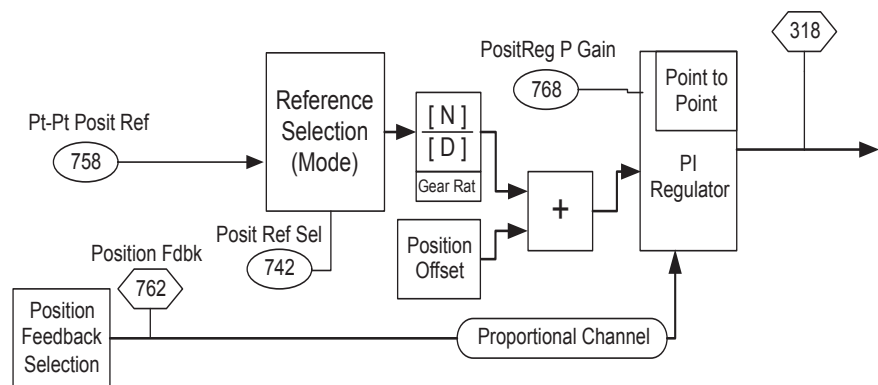 318
PositReg P Gain
768
Point to
Point
Pt-Pt Posit Ref
758
Reference
Selection
(Mode)
[ N ]
[ D ]
Gear Rat
PI
Regulator
+
Posit Ref Sel
742
Position
Offset
Position Fdbk
762
Position
Feedback
Selection
Proportional Channel